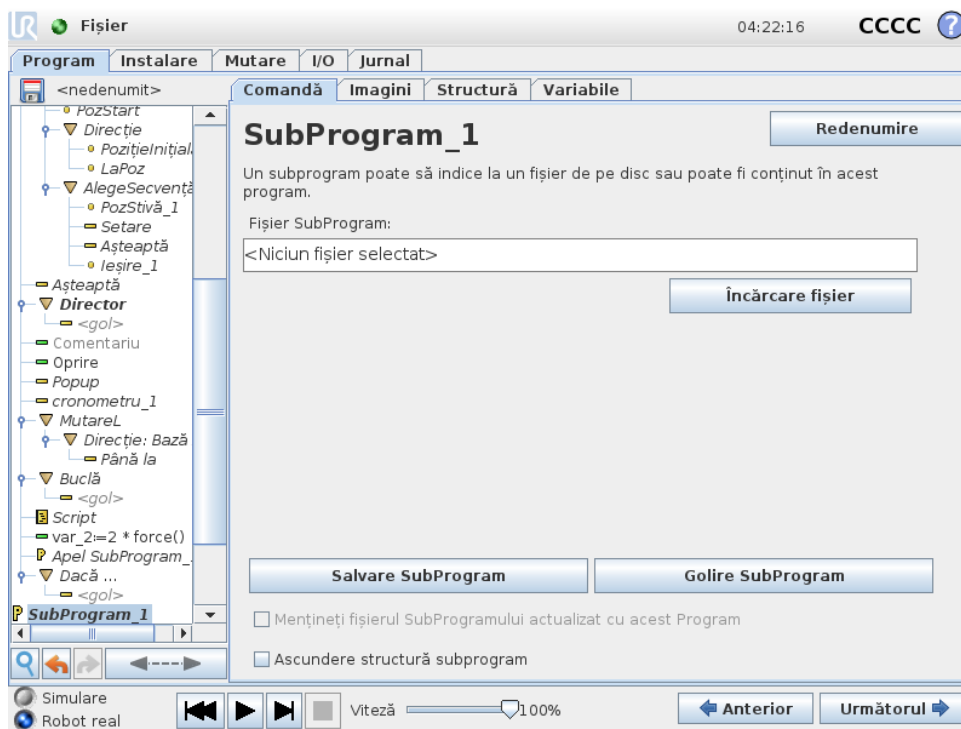 UR Fișier 04:22:16 CCCC ?
Program Instalare Mutare I/O Jurnal
<nedenumit>
Comandă Imagini Structură Variabile
PozStart
Direcție
PozițieInițial
LaPoz
AlegeSecvență
PozStivă_1
Setare
Așteaptă
Ieșire_1
Așteaptă
Director
<gol>
Comentariu
Oprire
Popup
cronometru_1
MutareL
Direcție: Bază
Până la
Buclă
<gol>
Script
var_2:=2 * force()
P Apel SubProgram_
Dacă ...
<gol>
P SubProgram_1
SubProgram_1
Redenumire
Un subprogram poate să indice la un fișier de pe disc sau poate fi conținut în acest
program.
Fișier SubProgram:
<Niciun fișier selectat>
Încărcare fișier
Salvare SubProgram Golire SubProgram
Mențineți fișierul SubProgramului actualizat cu acest Program
Ascundere structură subprogram
Simulare
Robot real
Viteză 100%
Anterior Următorul